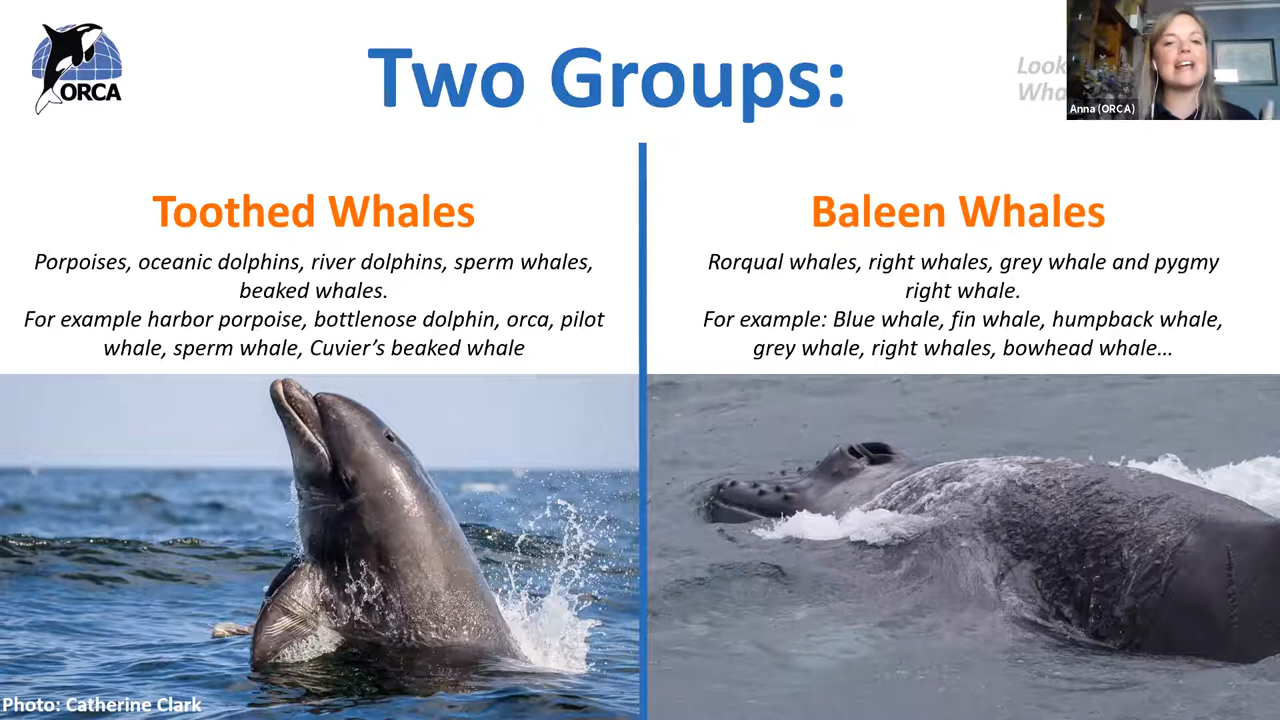 ORCA
Two Groups:
Look
Wha
Anna (ORCA)
Toothed Whales
Porpoises, oceanic dolphins, river dolphins, sperm whales,
beaked whales.
For example harbor porpoise, bottlenose dolphin, orca, pilot
whale, sperm whale, Cuvier’s beaked whale
Baleen Whales
Rorqual whales, right whales, grey whale and pygmy
right whale.
For example: Blue whale, fin whale, humpback whale,
grey whale, right whales, bowhead whale...
Photo: Catherine Clark